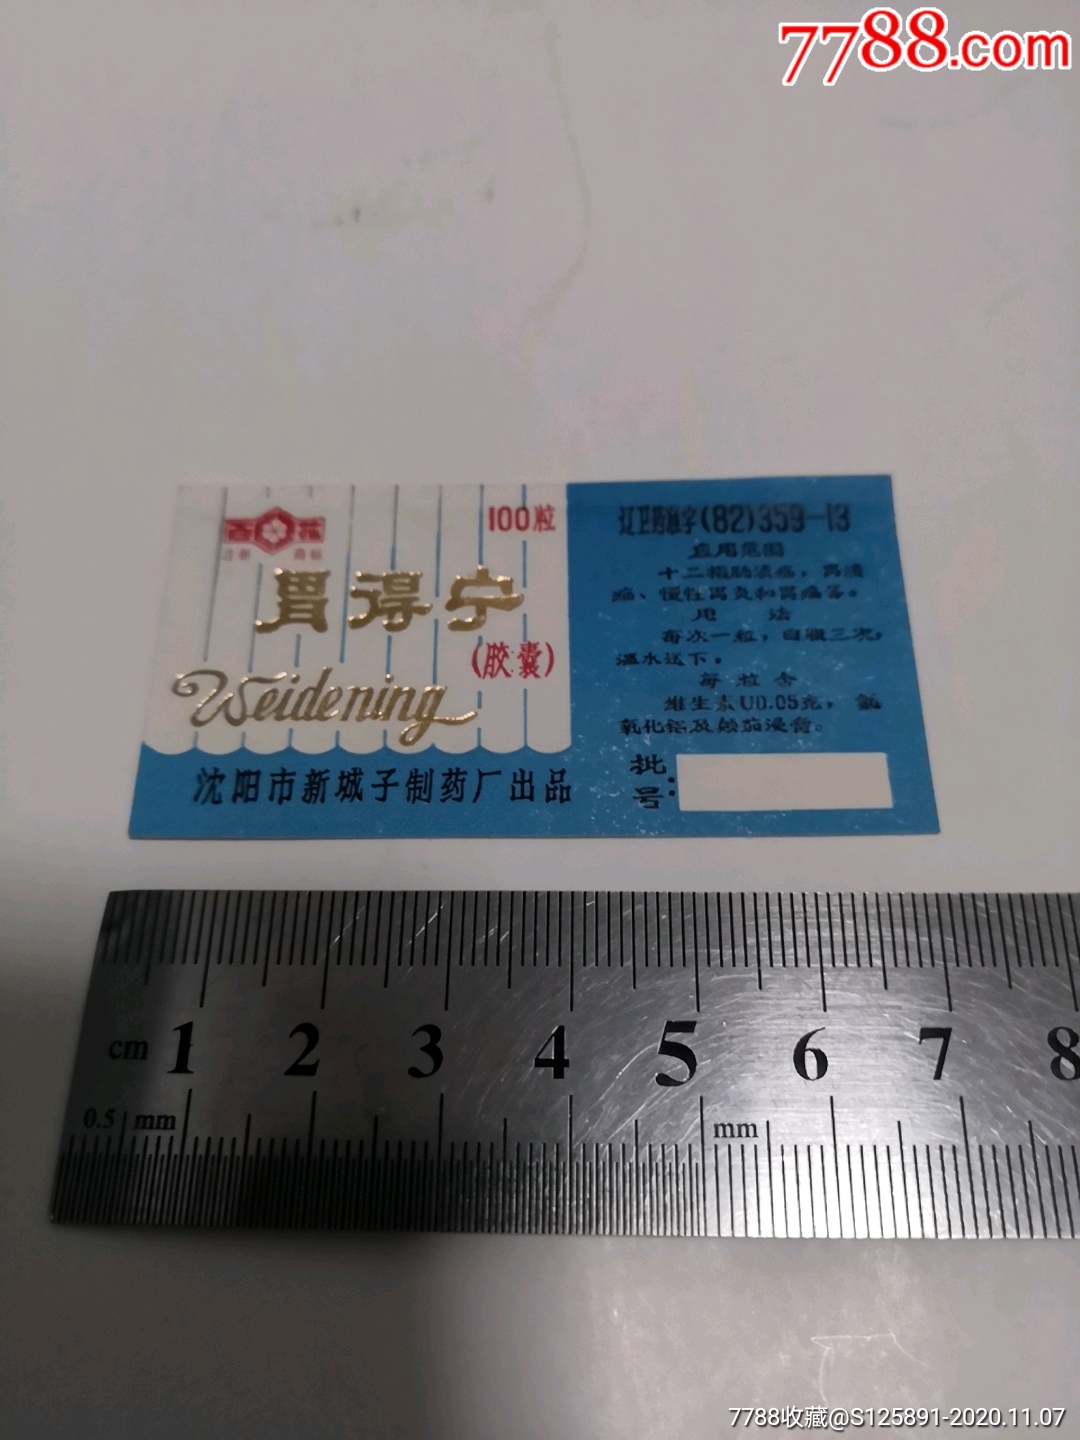 7788.com
百花
注册 商标
100粒
胃得宁
(胶囊)
Weidening
沈阳市新城子制药厂出品
辽卫药准字(82)359-13
应用范围
十二指肠溃疡，胃溃
疡、慢性胃炎和胃痛等。
用 法
每次一粒，日服三次，
温水送下。
每粒含
维生素U0.05克，氢
氧化铝及颠茄浸膏。
批号：
cm 1 2 3 4 5 6 7 8
0.5 mm mm
7788收藏@S125891-2020.11.07